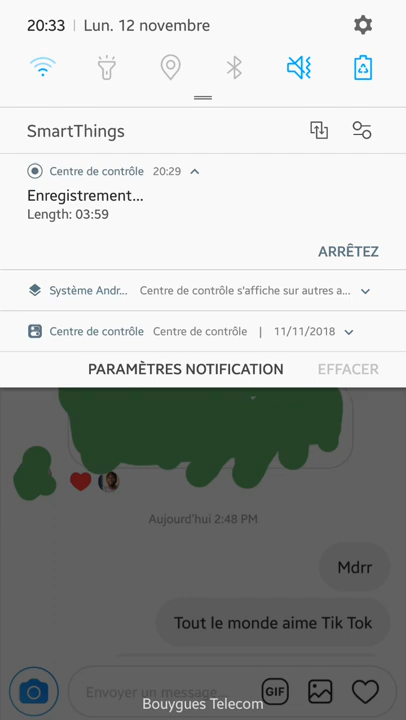 20:33 | Lun. 12 novembre
SmartThings
Centre de contrôle 20:29
Enregistrement...
Length: 03:59
ARRÊTEZ
Système Andr... Centre de contrôle s'affiche sur autres a...
Centre de contrôle Centre de contrôle | 11/11/2018
PARAMÈTRES NOTIFICATION EFFACER
Aujourd'hui 2:48 PM
Mdrr
Tout le monde aime Tik Tok
Envoyer un message... GIF
Bouygues Telecom